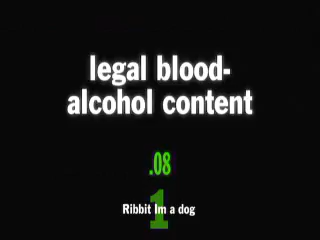 legal blood-
alcohol content
.08
1
Ribbit Im a dog